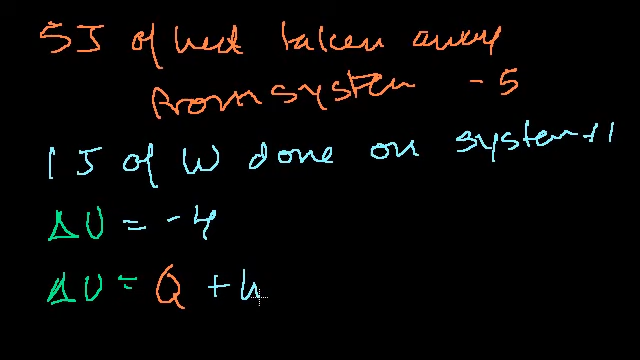 5J of heat taken away
from system -5
1 J of W done on system +1
ΔU = -4
ΔU = Q + W